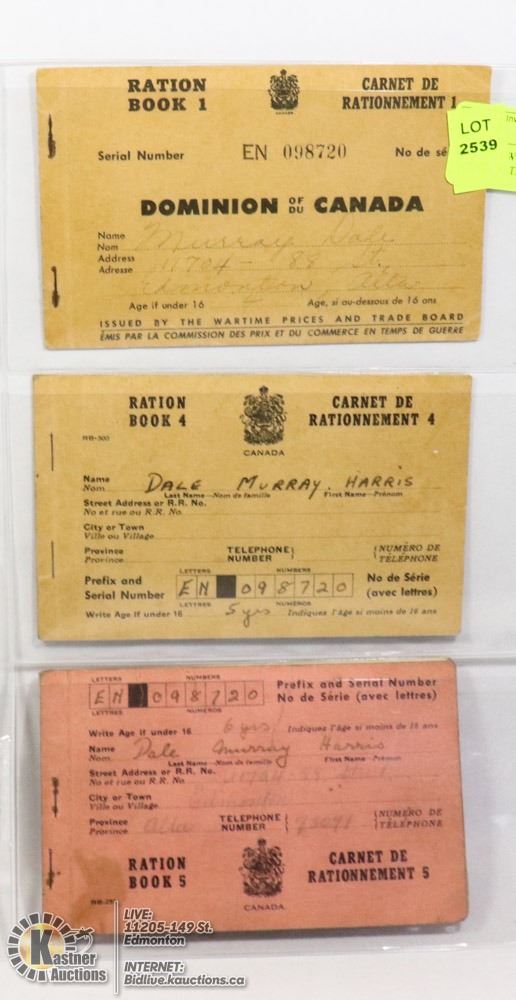 RATION BOOK 1
CARNET DE RATIONNEMENT 1
CANADA
LOT 2539
Serial Number EN 098720 No de sé
DOMINION OF DU CANADA
Name
Nom Murray Dale
Address
Adresse 11704 - 88 St.
Edmonton, Alta
Age if under 16 Age, si au-dessous de 16 ans
ISSUED BY THE WARTIME PRICES AND TRADE BOARD
ÉMIS PAR LA COMMISSION DES PRIX ET DU COMMERCE EN TEMPS DE GUERRE
RATION BOOK 4
CARNET DE RATIONNEMENT 4
RB-300
CANADA
Name
Nom DALE MURRAY HARRIS
Last Name—Nom de famille First Name—Prénom
Street Address or R.R. No.
No et rue ou R.R. No.
City or Town
Ville ou Village
Province
Province TELEPHONE NUMBER NUMÉRO DE TÉLÉPHONE
LETTERS NUMBERS
Prefix and Serial Number EN 098720 No de Série (avec lettres)
LETTRES NUMÉROS
Write Age if under 16 5 yrs Indiquez l'âge si moins de 16 ans
LETTERS NUMBERS
EN 098720 Prefix and Serial Number
No de Série (avec lettres)
LETTRES NUMÉROS
Write Age if under 16 6 yrs Indiquez l'âge si moins de 16 ans
Name
Nom Dale Murray Harris
Last Name—Nom de famille First Name—Prénom
Street Address or R.R. No.
No et rue ou R.R. No. 11704 88 St
City or Town
Ville ou Village Edmonton
Province
Province Alta TELEPHONE NUMBER NUMÉRO DE TÉLÉPHONE
RATION BOOK 5
CARNET DE RATIONNEMENT 5
CANADA
Kastner Auctions
LIVE:
11205-149 St.
Edmonton
INTERNET:
Bidlive.kauctions.ca